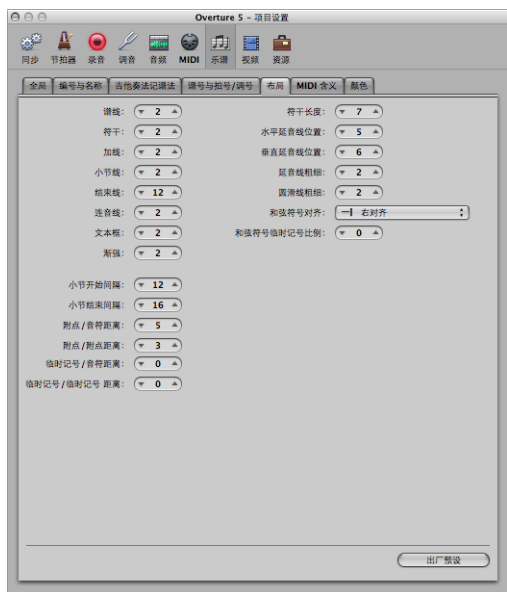 Overture 5 – 项目设置
同步 节拍器 录音 调音 音频 MIDI 乐谱 视频 资源
全局 编号与名称 吉他奏法记谱法 谱号与拍号/调号 布局 MIDI 含义 颜色
谱线: 2 符干长度: 7
符干: 2 水平延音线位置: 5
加线: 2 垂直延音线位置: 6
小节线: 2 延音线粗细: 2
结束线: 12 圆滑线粗细: 2
连音线: 2 和弦符号对齐: 右对齐
文本框: 2 和弦符号临时记号比例: 0
渐强: 2
小节开始间隔: 12
小节结束间隔: 16
附点/音符距离: 5
附点/附点距离: 3
临时记号/音符距离: 0
临时记号/临时记号 距离: 0
出厂预设